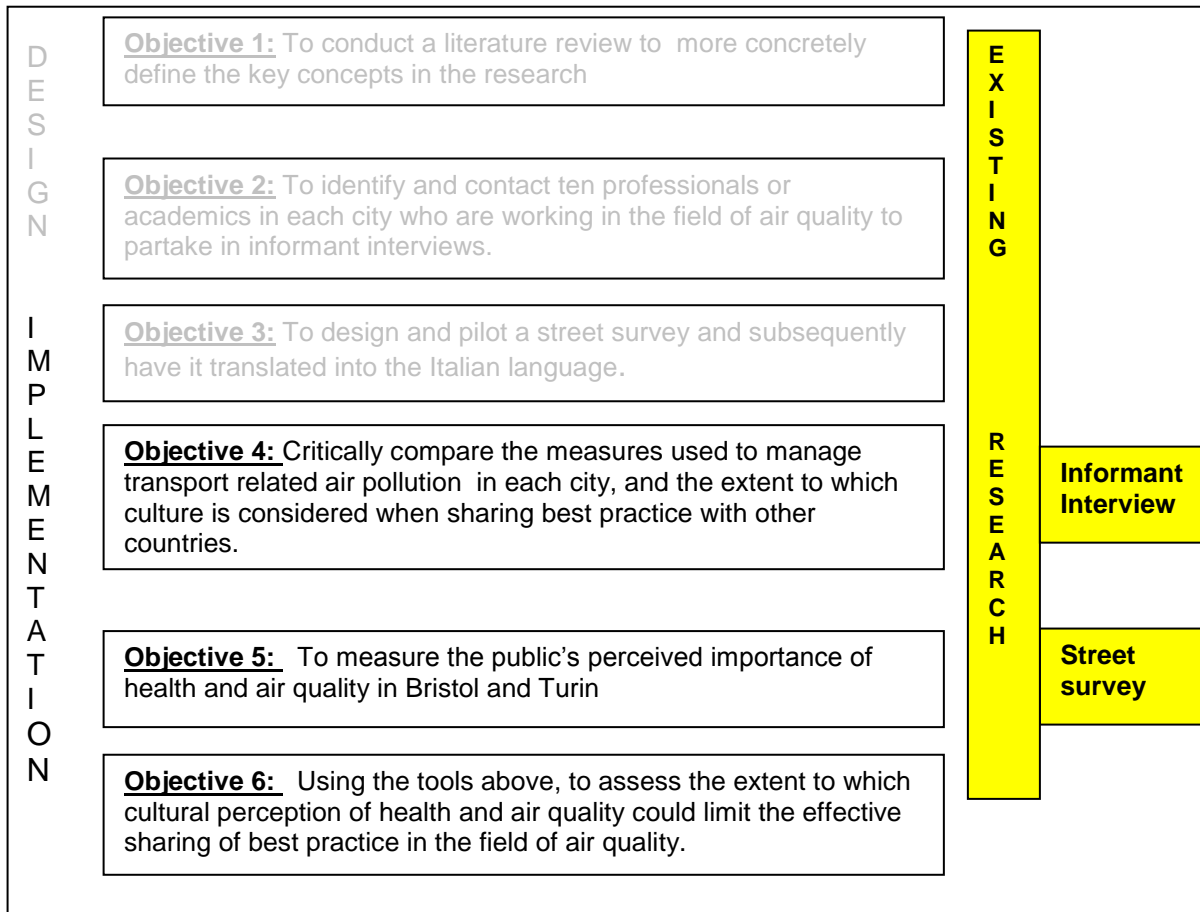 DESIGN
IMPLEMENTATION
Objective 1: To conduct a literature review to more concretely
define the key concepts in the research
Objective 2: To identify and contact ten professionals or
academics in each city who are working in the field of air quality to
partake in informant interviews.
Objective 3: To design and pilot a street survey and subsequently
have it translated into the Italian language.
Objective 4: Critically compare the measures used to manage
transport related air pollution in each city, and the extent to which
culture is considered when sharing best practice with other
countries.
Objective 5: To measure the public's perceived importance of
health and air quality in Bristol and Turin
Objective 6: Using the tools above, to assess the extent to which
cultural perception of health and air quality could limit the effective
sharing of best practice in the field of air quality.
EXISTING
RESEARCH
Informant
Interview
Street
survey